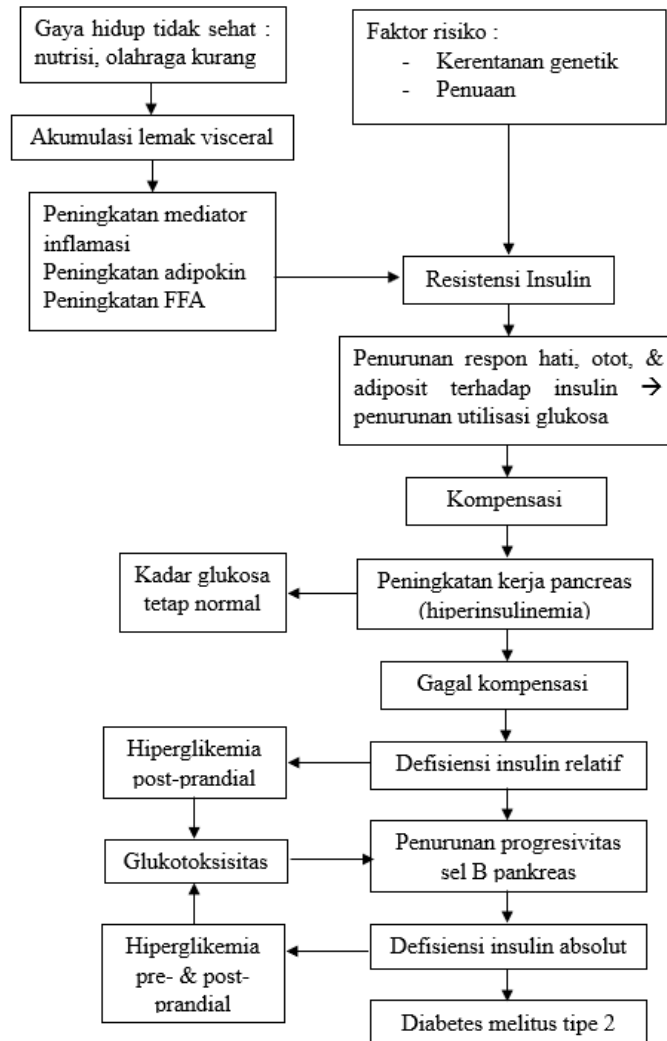 Gaya hidup tidak sehat :
nutrisi, olahraga kurang
Faktor risiko :
- Kerentanan genetik
- Penuaan
Akumulasi lemak visceral
Peningkatan mediator
inflamasi
Peningkatan adipokin
Peningkatan FFA
Resistensi Insulin
Penurunan respon hati, otot, &
adiposit terhadap insulin →
penurunan utilisasi glukosa
Kompensasi
Kadar glukosa
tetap normal
Peningkatan kerja pancreas
(hiperinsulinemia)
Gagal kompensasi
Hiperglikemia
post-prandial
Defisiensi insulin relatif
Glukotoksisitas
Penurunan progresivitas
sel B pankreas
Hiperglikemia
pre- & post-
prandial
Defisiensi insulin absolut
Diabetes melitus tipe 2